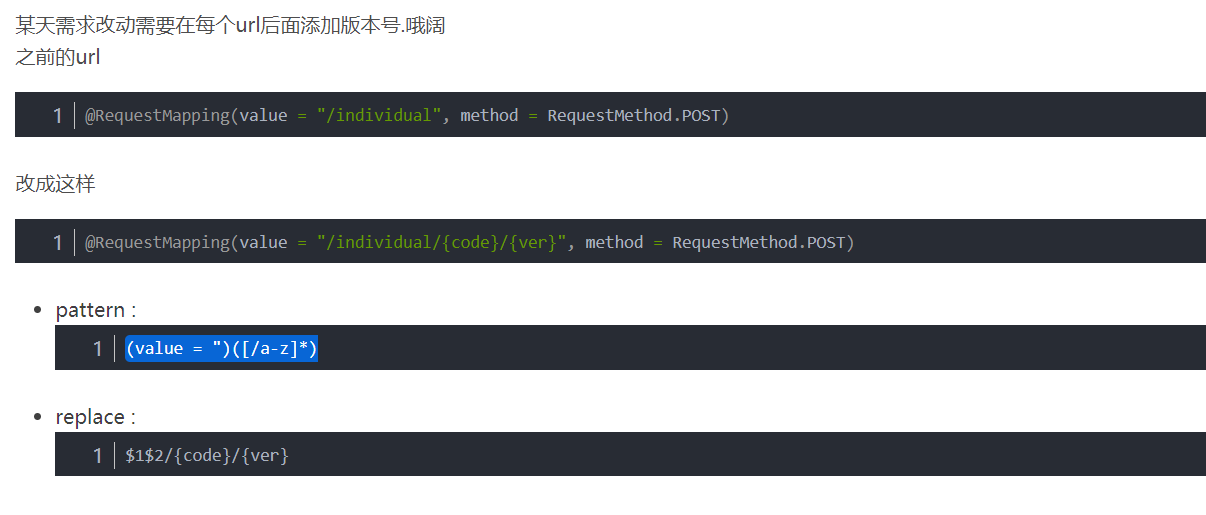 某天需求改动需要在每个url后面添加版本号.哦阔
之前的url
1 @RequestMapping(value = "/individual", method = RequestMethod.POST)
改成这样
1 @RequestMapping(value = "/individual/{code}/{ver}", method = RequestMethod.POST)
• pattern :
1 (value = ")([/a-z]*)
• replace :
1 $1$2/{code}/{ver}